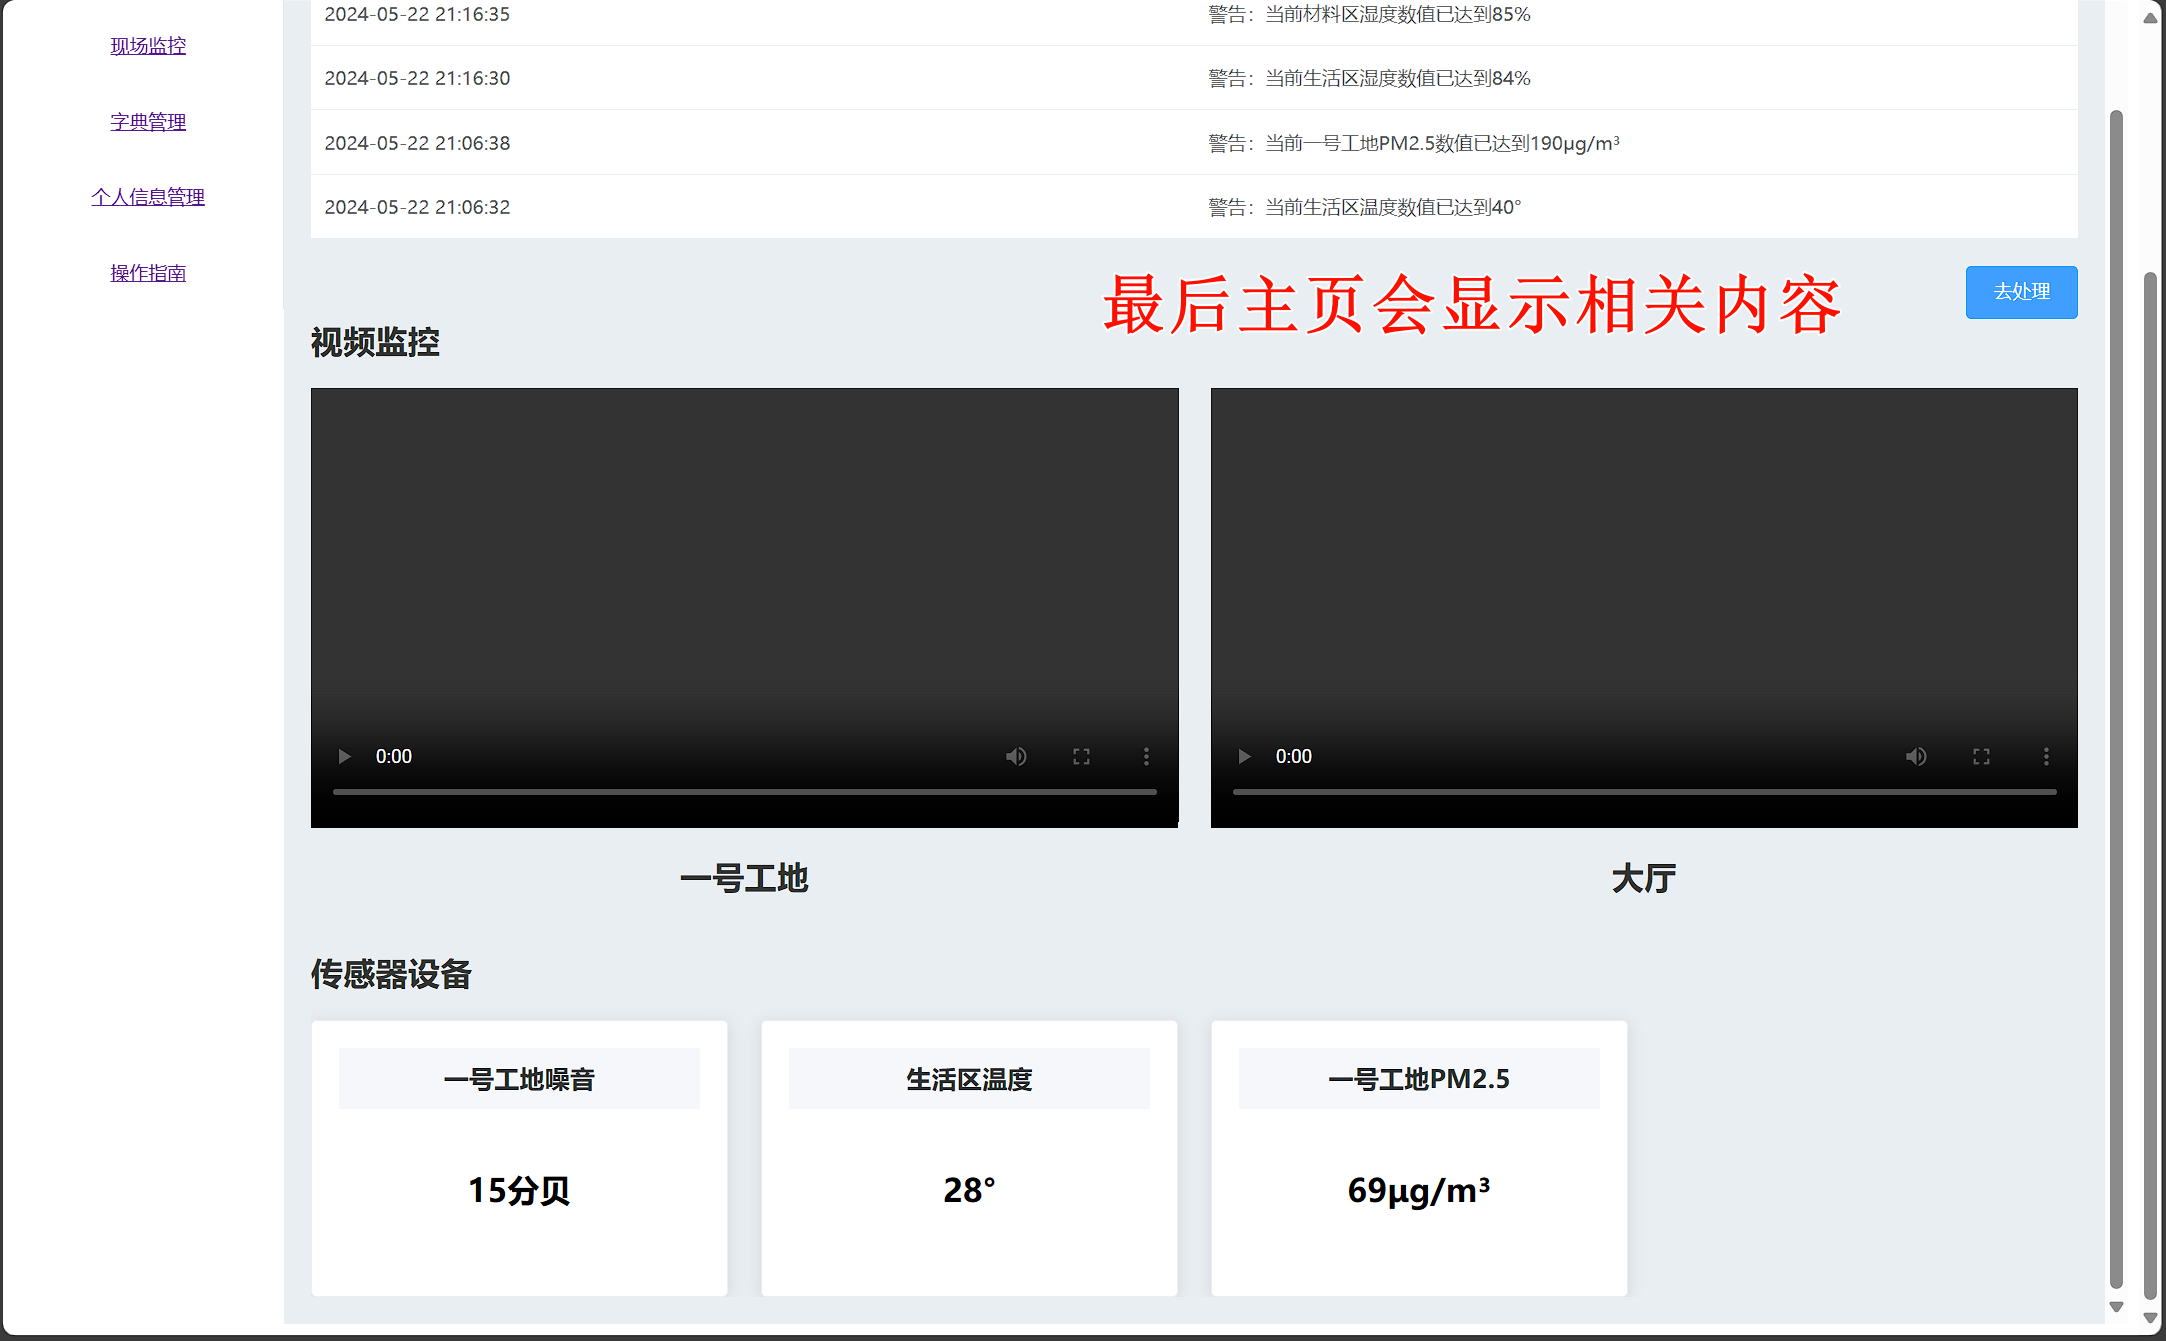 现场监控
字典管理
个人信息管理
操作指南
2024-05-22 21:16:35 警告：当前材料区湿度数值已达到85%
2024-05-22 21:16:30 警告：当前生活区湿度数值已达到84%
2024-05-22 21:06:38 警告：当前一号工地PM2.5数值已达到190μg/m³
2024-05-22 21:06:32 警告：当前生活区温度数值已达到40°
最后主页会显示相关内容
去处理
视频监控
0:00
0:00
一号工地
大厅
传感器设备
一号工地噪音
15分贝
生活区温度
28°
一号工地PM2.5
69μg/m³